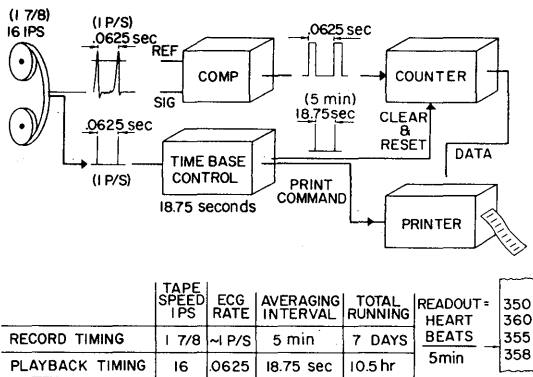 (1 7/8)
16 IPS
(1 P/S)
.0625 sec
REF
SIG
COMP
.0625 sec
COUNTER
(5 min)
18.75 sec
CLEAR
&
RESET
DATA
.0625 sec
(1 P/S)
TIME BASE
CONTROL
18.75 seconds
PRINT
COMMAND
PRINTER
TAPE SPEED IPS ECG RATE AVERAGING INTERVAL TOTAL RUNNING READOUT = HEART BEATS 5min
RECORD TIMING 1 7/8 ~1 P/S 5 min 7 DAYS
PLAYBACK TIMING 16 .0625 18.75 sec 10.5 hr
350
360
355
358